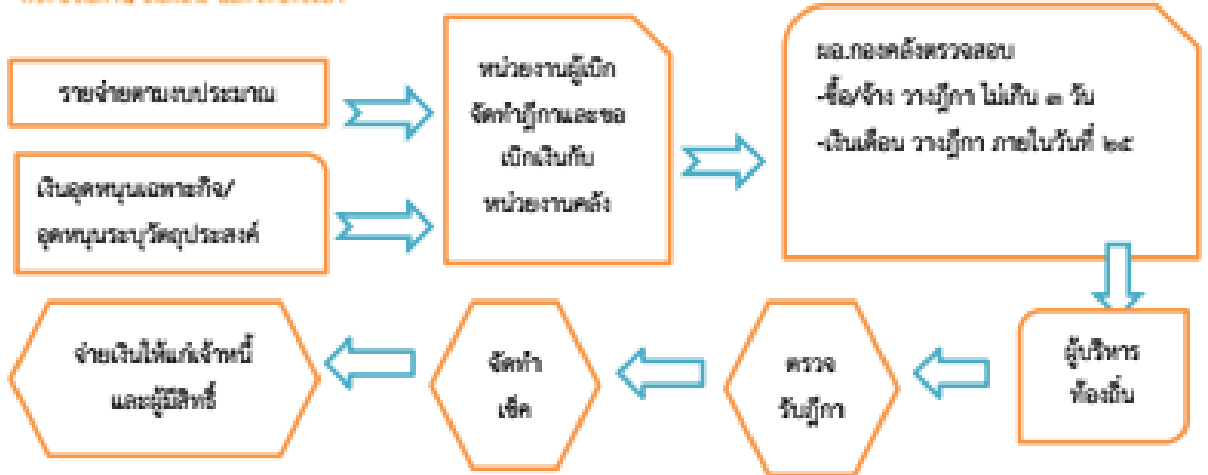 รายจ่ายตามงบประมาณ
เงินอุดหนุนเฉพาะกิจ/
อุดหนุนระบุวัตถุประสงค์
หน่วยงานผู้เบิก
จัดทำฎีกาและขอ
เบิกเงินกับ
หน่วยงานคลัง
ผอ.กองคลังตรวจสอบ
-ซื้อ/จ้าง วางฎีกา ไม่เกิน ๓ วัน
-เงินเดือน วางฎีกา ภายในวันที่ ๒๕
ผู้บริหาร
ท้องถิ่น
ตรวจ
รับฎีกา
จัดทำ
เช็ค
จ่ายเงินให้แก่เจ้าหนี้
และผู้มีสิทธิ์